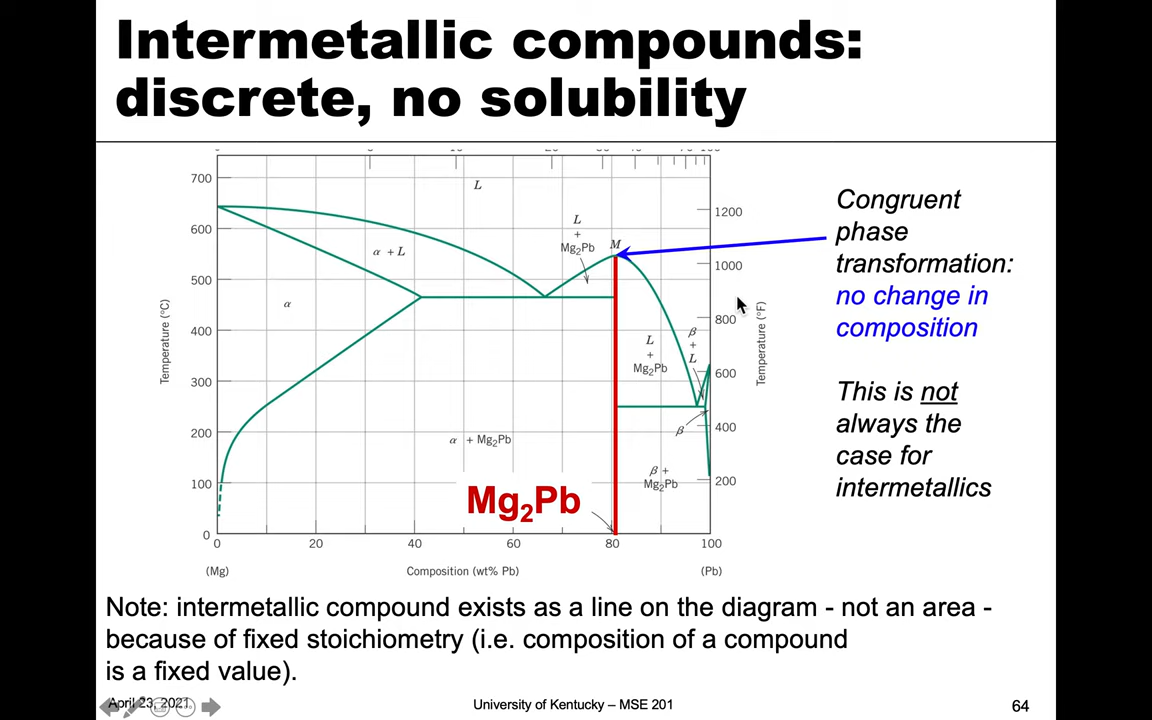 Intermetallic compounds:
discrete, no solubility
700
600
500
400
300
200
100
0
Temperature (°C)
1200
1000
800
600
400
200
Temperature (°F)
L
α + L
α
L
+
Mg₂Pb
M
L
+
Mg₂Pb
β
+
L
β
α + Mg₂Pb
β +
Mg₂Pb
Mg₂Pb
0
20
40
60
80
100
(Mg)
Composition (wt% Pb)
(Pb)
Congruent
phase
transformation:
no change in
composition
This is not
always the
case for
intermetallics
Note: intermetallic compound exists as a line on the diagram - not an area -
because of fixed stoichiometry (i.e. composition of a compound
is a fixed value).
April 23, 2021
University of Kentucky – MSE 201
64